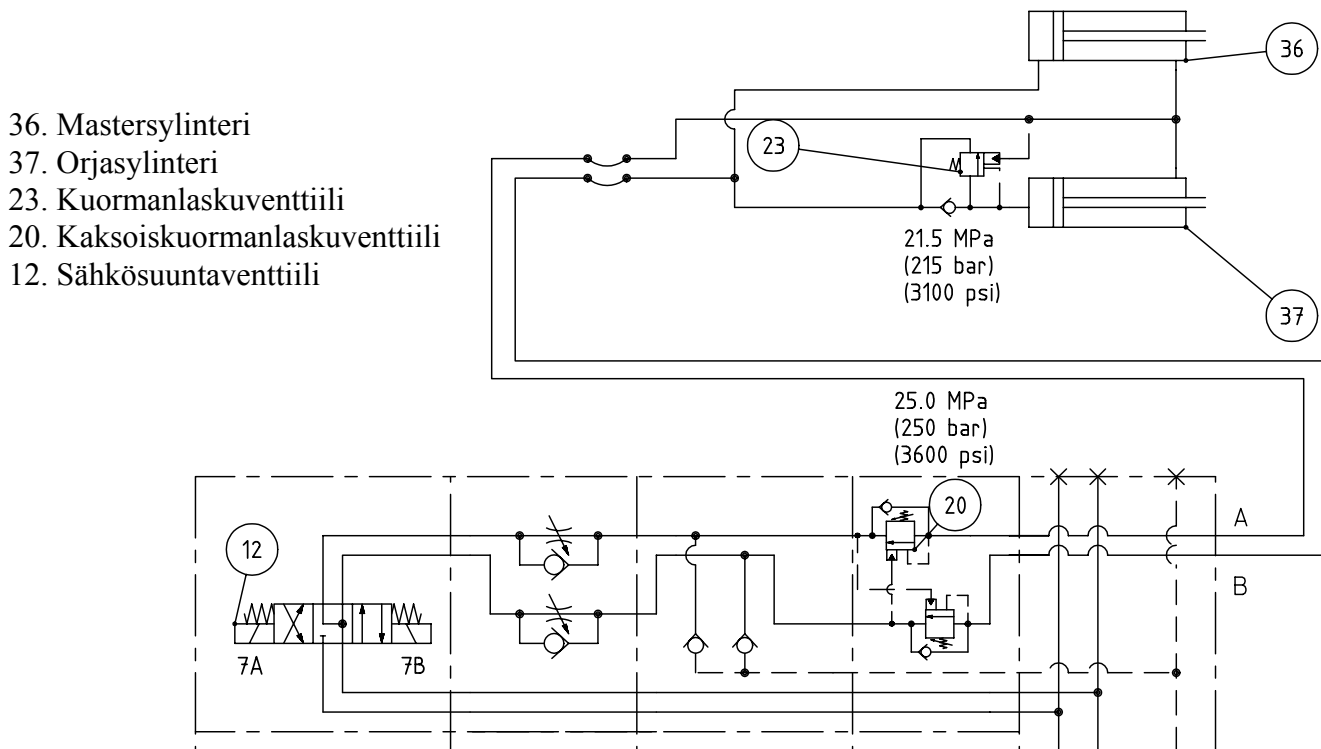 36. Mastersylinteri
37. Orjasylinteri
23. Kuormanlaskuventtiili
20. Kaksoiskuormanlaskuventtiili
12. Sähkösuuntaventtiili
36
23
21.5 MPa
(215 bar)
(3100 psi)
37
25.0 MPa
(250 bar)
(3600 psi)
20
A
12
B
7A
7B